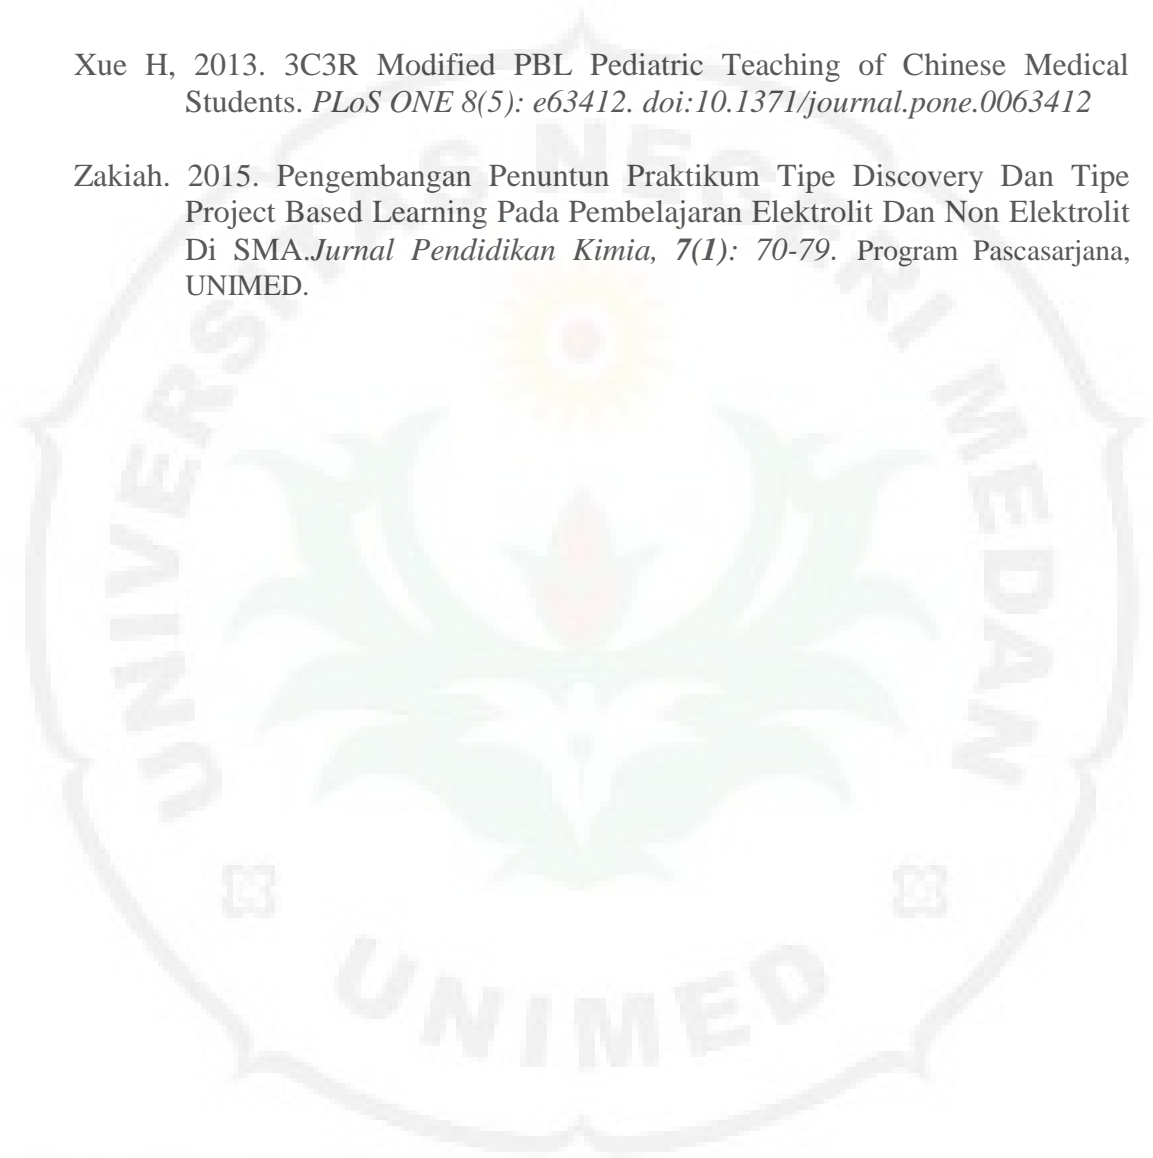 Xue H, 2013. 3C3R Modified PBL Pediatric Teaching of Chinese Medical
Students. PLoS ONE 8(5): e63412. doi:10.1371/journal.pone.0063412
Zakiah. 2015. Pengembangan Penuntun Praktikum Tipe Discovery Dan Tipe
Project Based Learning Pada Pembelajaran Elektrolit Dan Non Elektrolit
Di SMA.Jurnal Pendidikan Kimia, 7(1): 70-79. Program Pascasarjana,
UNIMED.
UNIVERSITAS NEGERI MEDAN
UNIMED